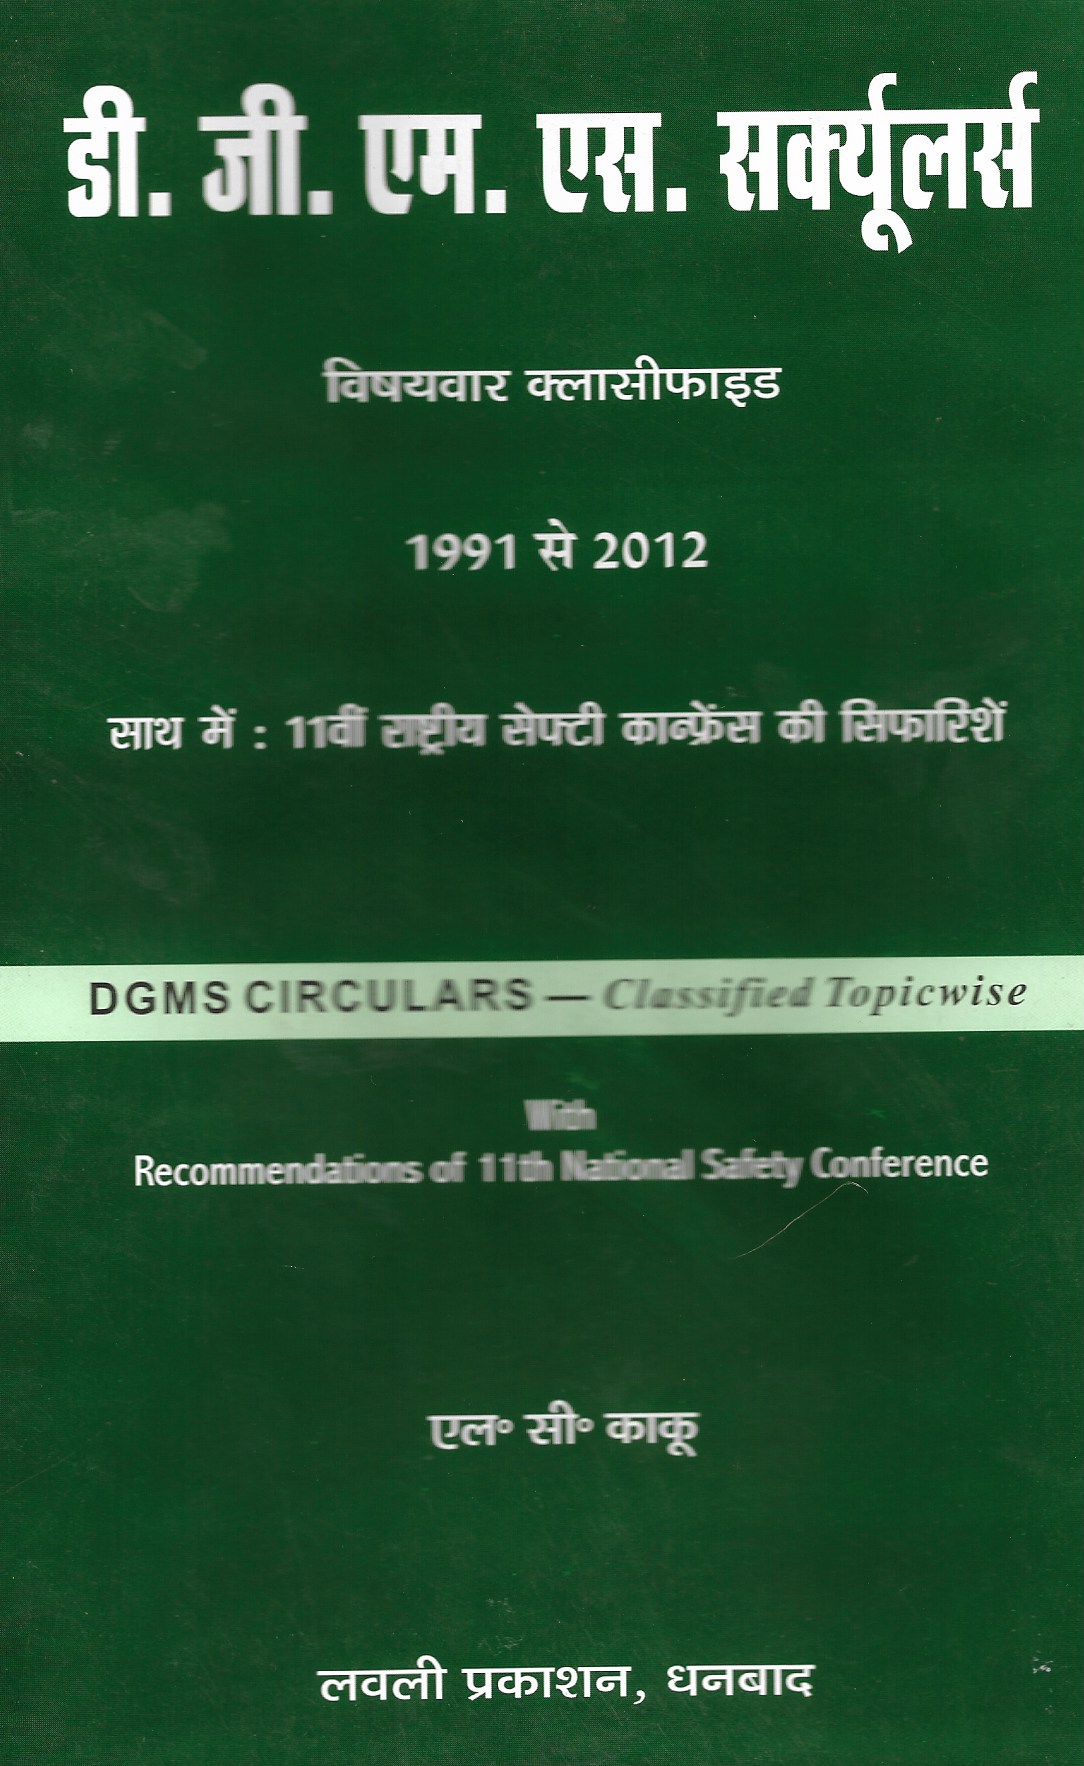 डी. जी. एम. एस. सर्क्यूलर्स
विषयवार क्लासीफाइड
1991 से 2012
साथ में : 11वीं राष्ट्रीय सेफ्टी कान्फ्रेंस की सिफारिशें
DGMS CIRCULARS — Classified Topicwise
With
Recommendations of 11th National Safety Conference
एल॰ सी॰ काकू
लवली प्रकाशन, धनबाद